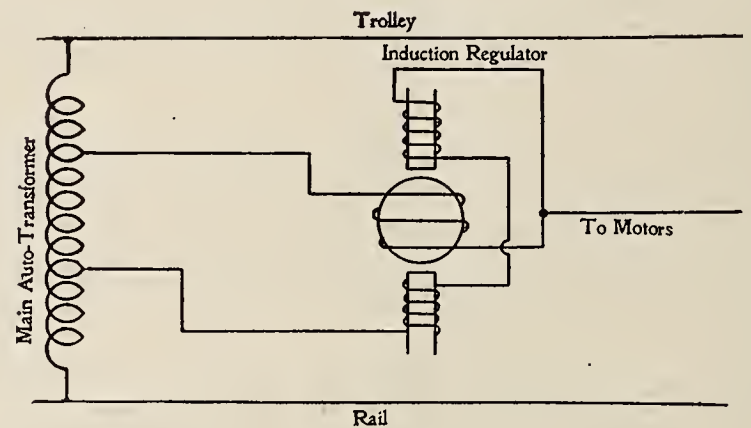 Trolley
Induction Regulator
Main Auto-Transformer
To Motors
Rail